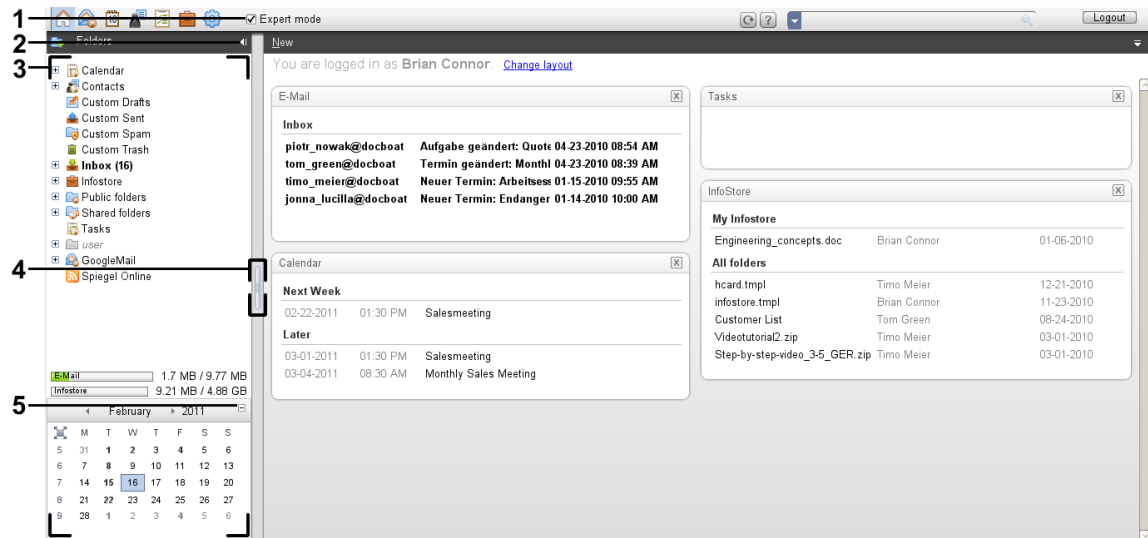 1
Expert mode
Logout
2
Folders
New
3
You are logged in as Brian Connor. Change layout
Calendar
Contacts
Custom Drafts
Custom Sent
Custom Spam
Custom Trash
Inbox (16)
Infostore
Public folders
Shared folders
Tasks
user
GoogleMail
Spiegel Online
4
E-Mail
Inbox
piotr_nowak@docboat Aufgabe geändert: Quote 04-23-2010 08:54 AM
tom_green@docboat Termin geändert: Monthl 04-23-2010 08:39 AM
timo_meier@docboat Neuer Termin: Arbeitsess 01-15-2010 09:55 AM
jonna_lucilla@docboat Neuer Termin: Endanger 01-14-2010 10:00 AM
Calendar
Next Week
02-22-2011 01:30 PM Salesmeeting
Later
03-01-2011 01:30 PM Salesmeeting
03-04-2011 08:30 AM Monthly Sales Meeting
Tasks
InfoStore
My Infostore
Engineering_concepts.doc Brian Connor 01-06-2010
All folders
hcard.tmpl Timo Meier 12-21-2010
infostore.tmpl Brian Connor 11-23-2010
Customer List Tom Green 08-24-2010
Videotutorial2.zip Timo Meier 03-01-2010
Step-by-step-video_3-5_GER.zip Timo Meier 03-01-2010
E-Mail 1.7 MB / 9.77 MB
Infostore 9.21 MB / 4.88 GB
5
February 2011
M T W T F S S
5 31 1 2 3 4 5 6
6 7 8 9 10 11 12 13
7 14 15 16 17 18 19 20
8 21 22 23 24 25 26 27
9 28 1 2 3 4 5 6